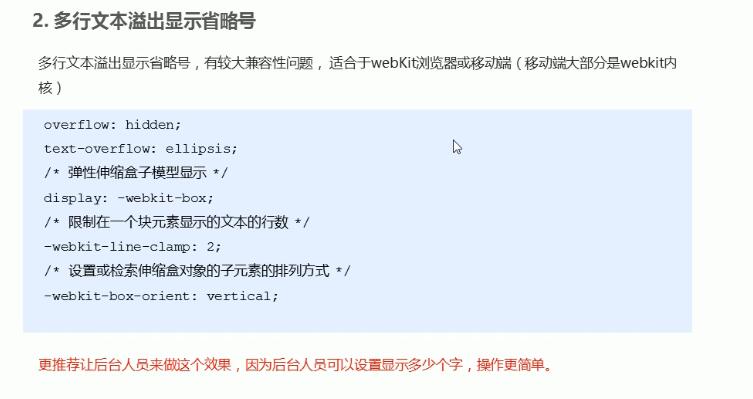 2. 多行文本溢出显示省略号
多行文本溢出显示省略号，有较大兼容性问题， 适合于webKit浏览器或移动端（移动端大部分是webkit内
核）
overflow: hidden;
text-overflow: ellipsis;
/* 弹性伸缩盒子模型显示 */
display: -webkit-box;
/* 限制在一个块元素显示的文本的行数 */
-webkit-line-clamp: 2;
/* 设置或检索伸缩盒对象的子元素的排列方式 */
-webkit-box-orient: vertical;
更推荐让后台人员来做这个效果，因为后台人员可以设置显示多少个字，操作更简单。